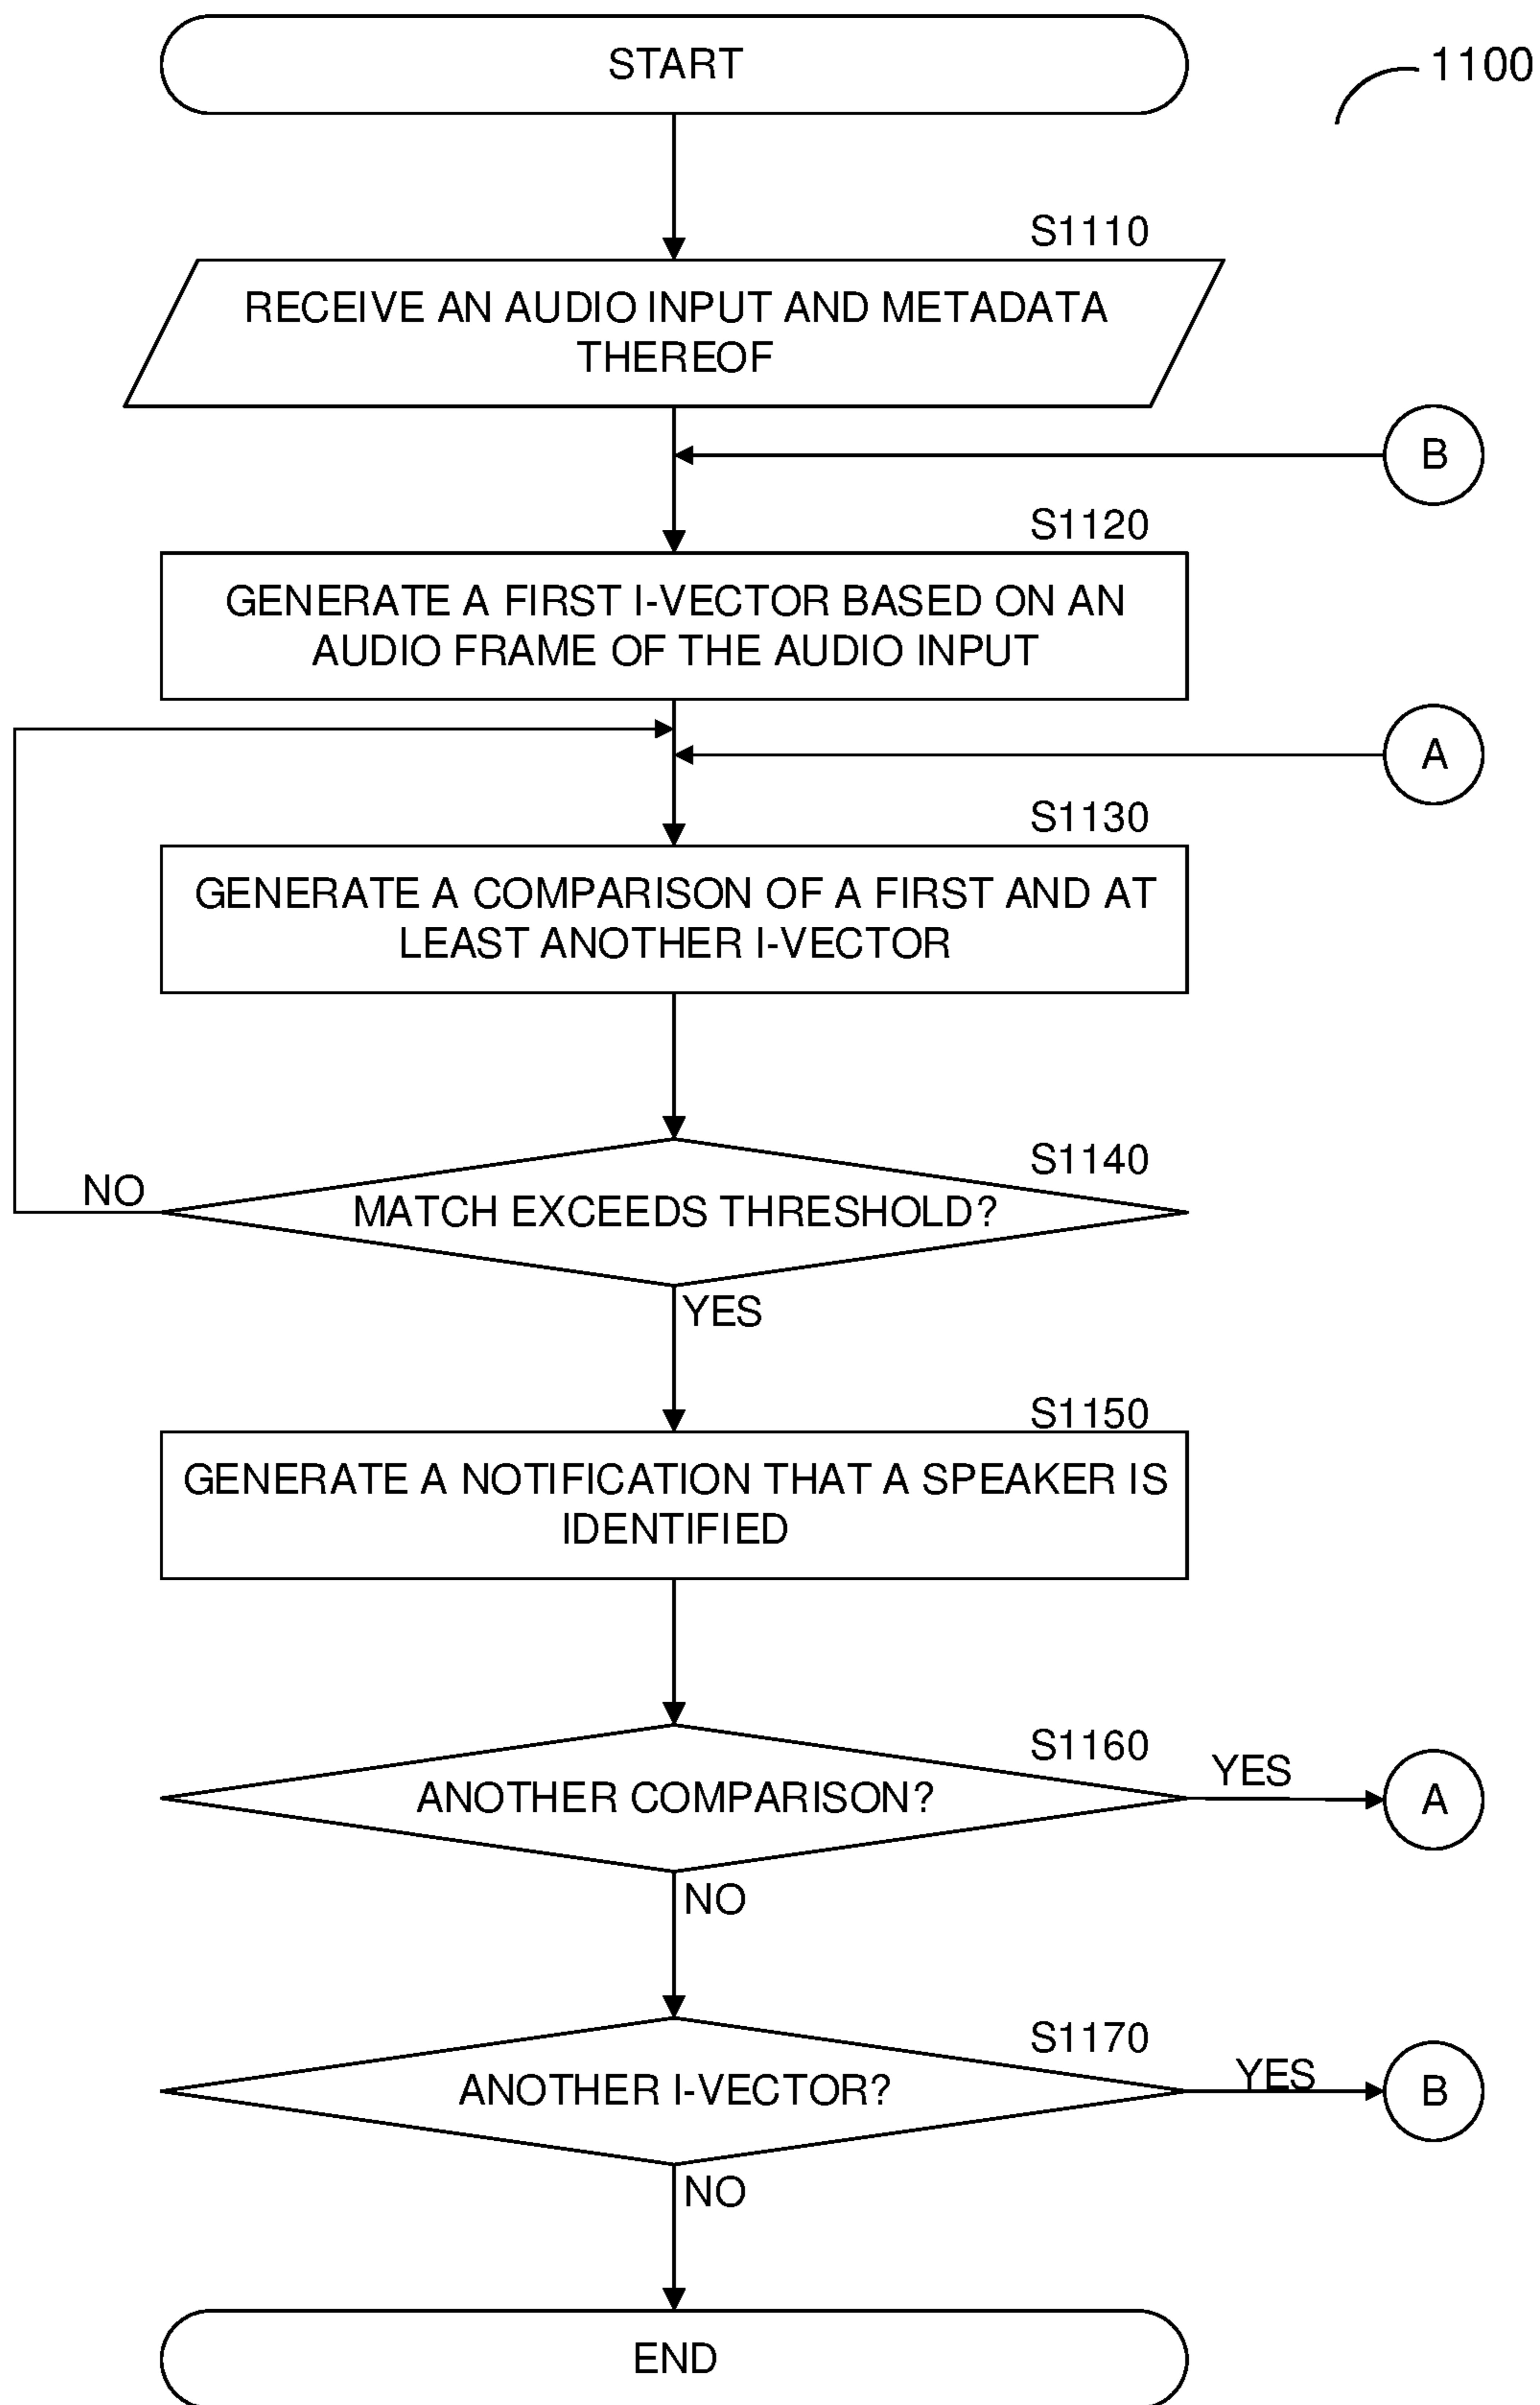 START
1100
S1110
RECEIVE AN AUDIO INPUT AND METADATA
THEREOF
B
S1120
GENERATE A FIRST I-VECTOR BASED ON AN
AUDIO FRAME OF THE AUDIO INPUT
A
S1130
GENERATE A COMPARISON OF A FIRST AND AT
LEAST ANOTHER I-VECTOR
S1140
NO
MATCH EXCEEDS THRESHOLD?
YES
S1150
GENERATE A NOTIFICATION THAT A SPEAKER IS
IDENTIFIED
S1160
YES
ANOTHER COMPARISON?
A
NO
S1170
YES
ANOTHER I-VECTOR?
B
NO
END